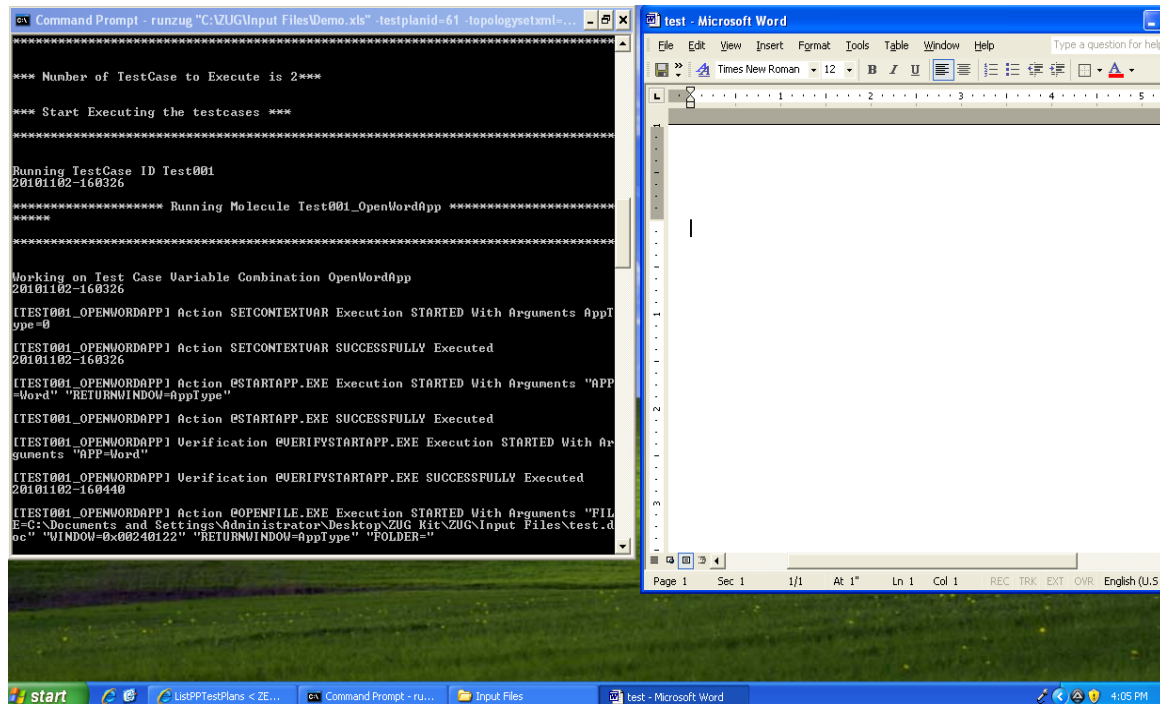 Command Prompt - runzug "C:\ZUG\Input Files\Demo.xls" -testplanid=61 -topologysetxml=...
*******************************************************************************
*** Number of TestCase to Execute is 2***
*** Start Executing the testcases ***
*******************************************************************************
Running TestCase ID Test001
20101102-160326
******************** Running Molecule Test001_OpenWordApp **********************
*****
*******************************************************************************
Working on Test Case Variable Combination OpenWordApp
20101102-160326
[TEST001_OPENWORDAPP] Action SETCONTEXTVAR Execution STARTED With Arguments AppT
ype=0
[TEST001_OPENWORDAPP] Action SETCONTEXTVAR SUCCESSFULLY Executed
20101102-160326
[TEST001_OPENWORDAPP] Action @STARTAPP.EXE Execution STARTED With Arguments "APP
=Word" "RETURNWINDOW=AppType"
[TEST001_OPENWORDAPP] Action @STARTAPP.EXE SUCCESSFULLY Executed
[TEST001_OPENWORDAPP] Verification @VERIFYSTARTAPP.EXE Execution STARTED With Ar
guments "APP=Word"
[TEST001_OPENWORDAPP] Verification @VERIFYSTARTAPP.EXE SUCCESSFULLY Executed
20101102-160440
[TEST001_OPENWORDAPP] Action @OPENFILE.EXE Execution STARTED With Arguments "FIL
E=C:\Documents and Settings\Administrator\Desktop\ZUG Kit\ZUG\Input Files\test.d
oc" "WINDOW=0x00240122" "RETURNWINDOW=AppType" "FOLDER="
test - Microsoft Word
File Edit View Insert Format Tools Table Window Help Type a question for help
Times New Roman 12 B I U
1 2 3 4 5
1
1
2
3
Page 1 Sec 1 1/1 At 1" Ln 1 Col 1 REC TRK EXT OVR English (U.S
start ListPPTestPlans < ZE... Command Prompt - ru... Input Files test - Microsoft Word 4:05 PM